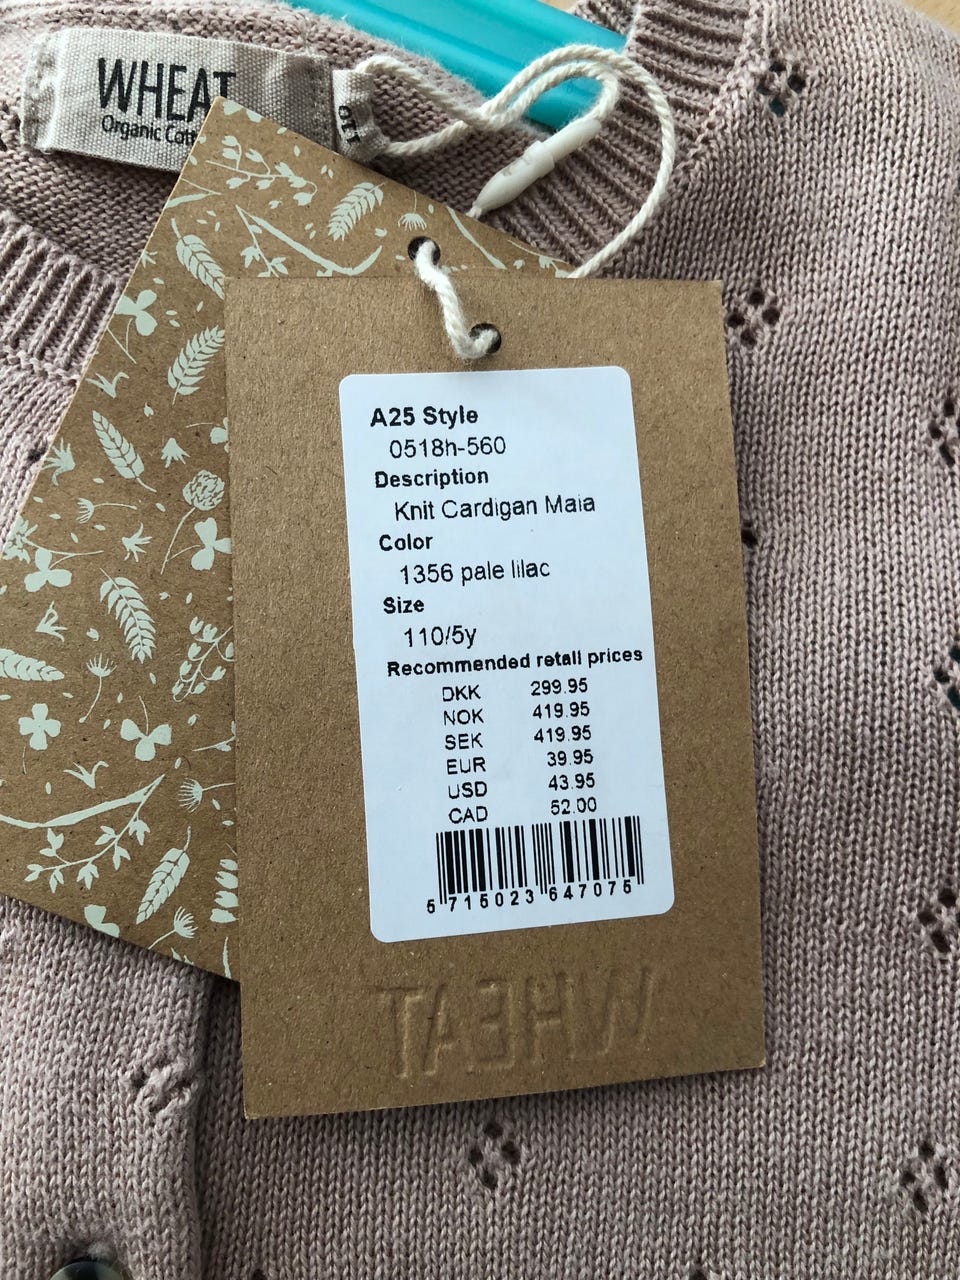 WHEAT
Organic Cott
110
A25 Style
0518h-560
Description
Knit Cardigan Maia
Color
1356 pale lilac
Size
110/5y
Recommended retail prices
DKK 299.95
NOK 419.95
SEK 419.95
EUR 39.95
USD 43.95
CAD 52.00
5 715023 647075
WHEAT